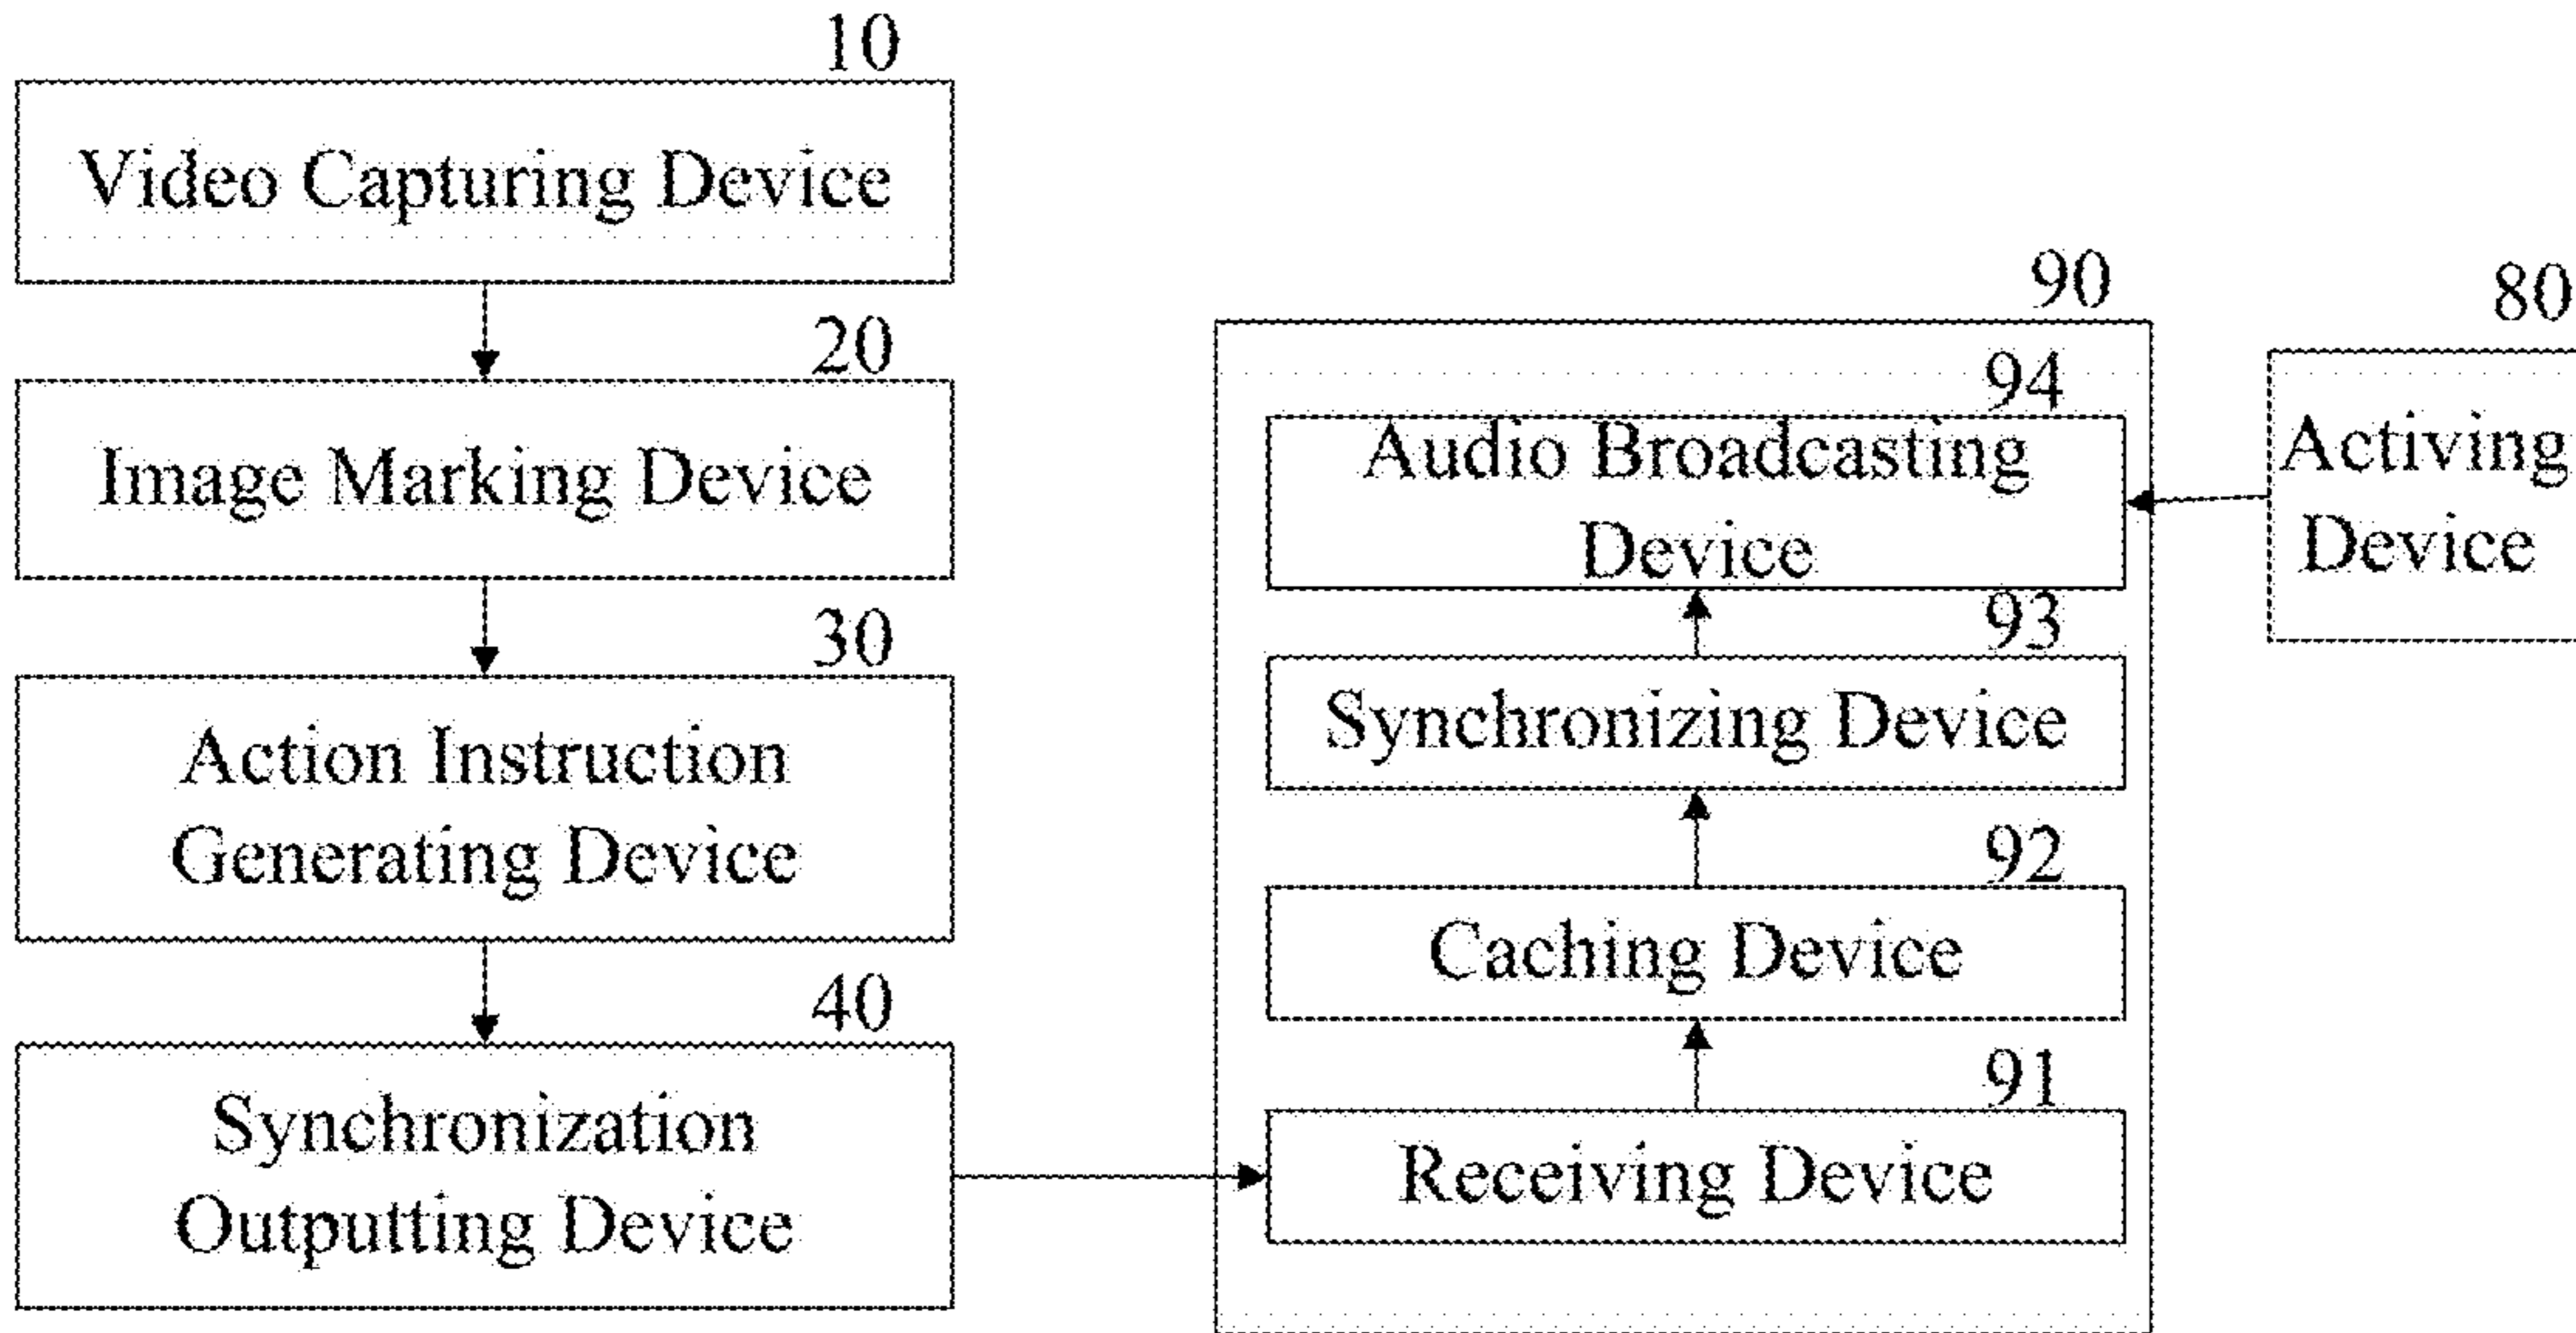 10
Video Capturing Device
20
Image Marking Device
30
Action Instruction
Generating Device
40
Synchronization
Outputting Device
90
94
Audio Broadcasting
Device
93
Synchronizing Device
92
Caching Device
91
Receiving Device
80
Activing
Device